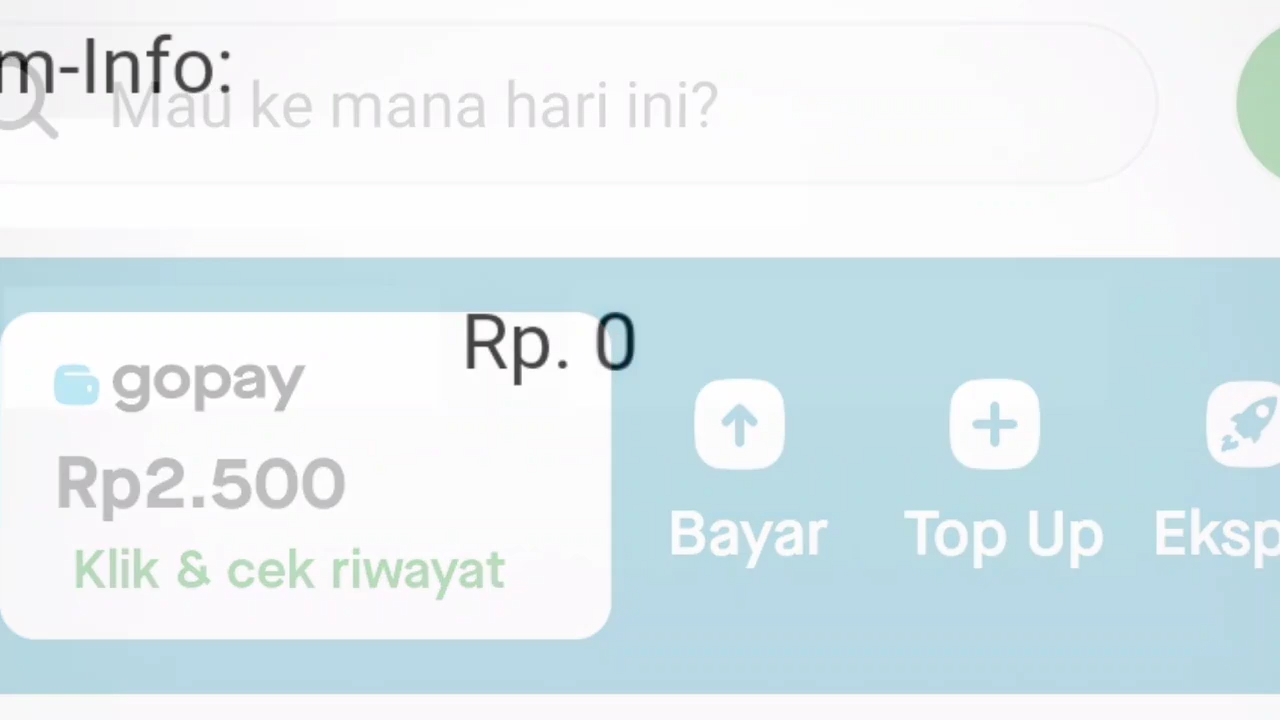 m-Info:
Mau ke mana hari ini?
Rp. 0
gopay
Rp2.500
Klik & cek riwayat
Bayar
Top Up
Eksp